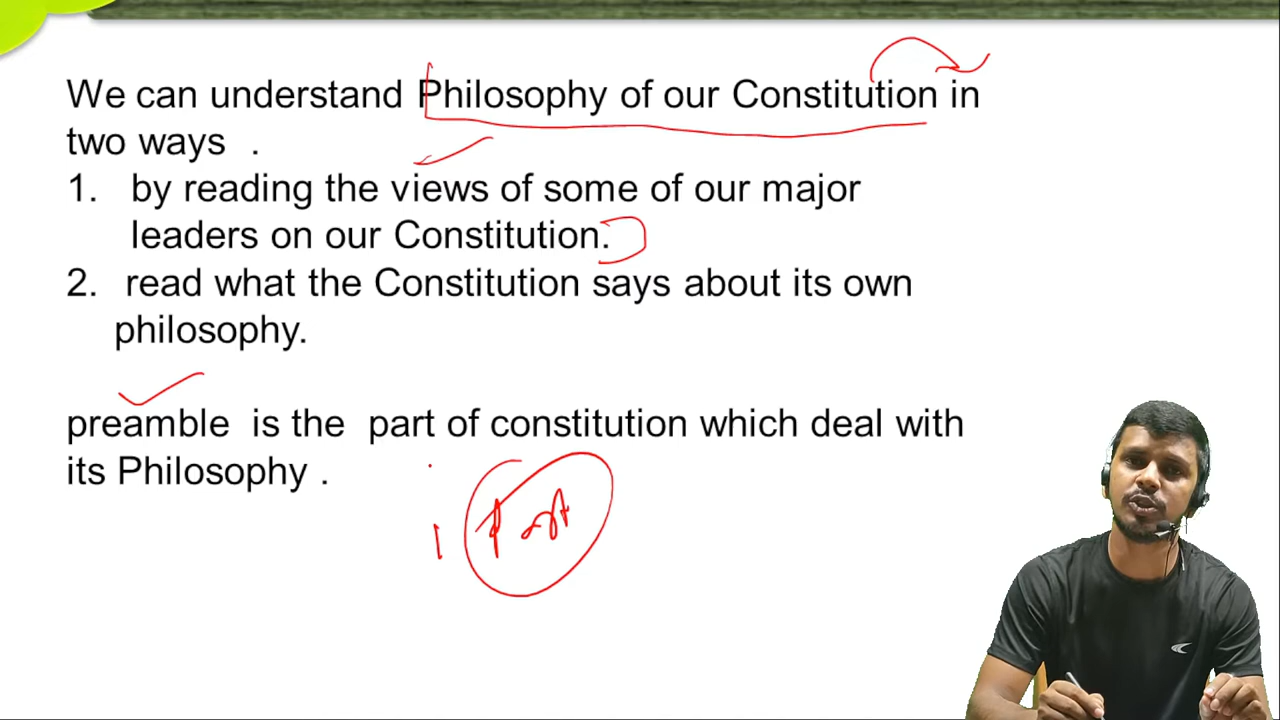 We can understand Philosophy of our Constitution in
two ways .
1. by reading the views of some of our major
leaders on our Constitution.
2. read what the Constitution says about its own
philosophy.
preamble is the part of constitution which deal with
its Philosophy .
Part